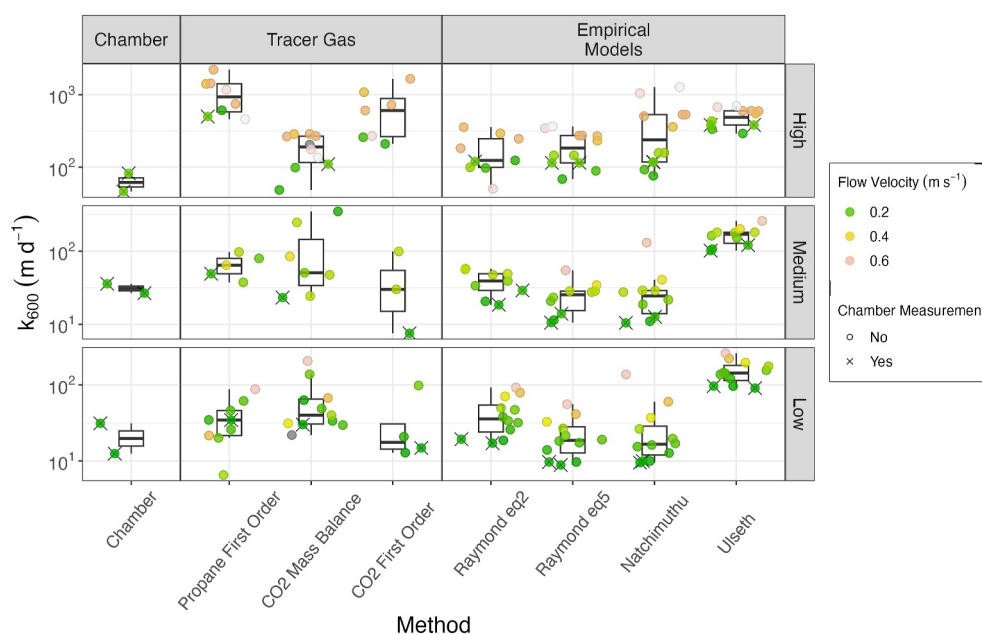 Chamber
Tracer Gas
Empirical
Models
10³
10²
High
10²
10¹
Medium
10²
10¹
Low
k₆₀₀ (m d⁻¹)
Chamber
Propane First Order
CO2 Mass Balance
CO2 First Order
Raymond eq2
Raymond eq5
Natchimuthu
Ulseth
Method
Flow Velocity (m s⁻¹)
0.2
0.4
0.6
Chamber Measuremen
No
Yes